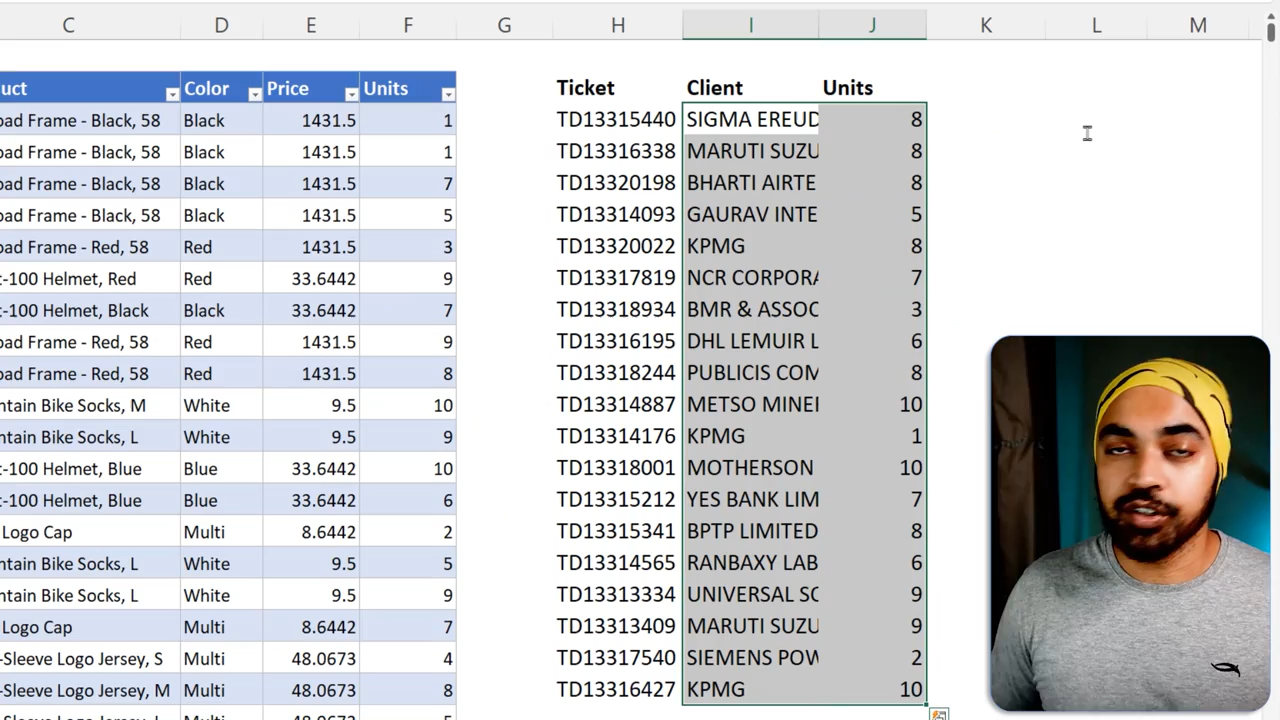 C D E F G H I J K L M
uct Color Price Units Ticket Client Units
oad Frame - Black, 58 Black 1431.5 1 TD13315440 SIGMA EREUD 8
oad Frame - Black, 58 Black 1431.5 1 TD13316338 MARUTI SUZU 8
oad Frame - Black, 58 Black 1431.5 7 TD13320198 BHARTI AIRTE 8
oad Frame - Black, 58 Black 1431.5 5 TD13314093 GAURAV INTE 5
oad Frame - Red, 58 Red 1431.5 3 TD13320022 KPMG 8
t-100 Helmet, Red Red 33.6442 9 TD13317819 NCR CORPORA 7
t-100 Helmet, Black Black 33.6442 7 TD13318934 BMR & ASSOC 3
oad Frame - Red, 58 Red 1431.5 9 TD13316195 DHL LEMUIR L 6
oad Frame - Red, 58 Red 1431.5 8 TD13318244 PUBLICIS COM 8
ntain Bike Socks, M White 9.5 10 TD13314887 METSO MINER 10
ntain Bike Socks, L White 9.5 9 TD13314176 KPMG 1
t-100 Helmet, Blue Blue 33.6442 10 TD13318001 MOTHERSON 10
t-100 Helmet, Blue Blue 33.6442 6 TD13315212 YES BANK LIM 7
Logo Cap Multi 8.6442 2 TD13315341 BPTP LIMITED 8
ntain Bike Socks, L White 9.5 5 TD13314565 RANBAXY LAB 6
ntain Bike Socks, L White 9.5 9 TD13313334 UNIVERSAL SO 9
Logo Cap Multi 8.6442 7 TD13313409 MARUTI SUZU 9
-Sleeve Logo Jersey, S Multi 48.0673 4 TD13317540 SIEMENS POW 2
-Sleeve Logo Jersey, M Multi 48.0673 8 TD13316427 KPMG 10